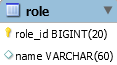 role
role_id BIGINT(20)
name VARCHAR(60)